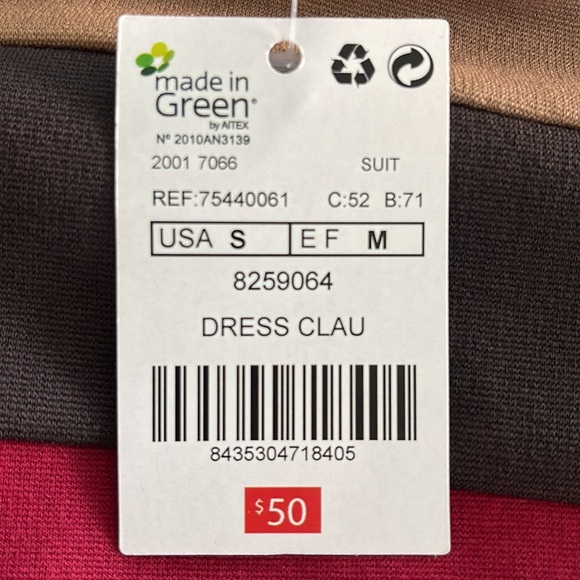 made in
Green®
by AITEX
Nº 2010AN3139
2001 7066 SUIT
REF:75440061 C:52 B:71
USA S E F M
8259064
DRESS CLAU
8435304718405
$50